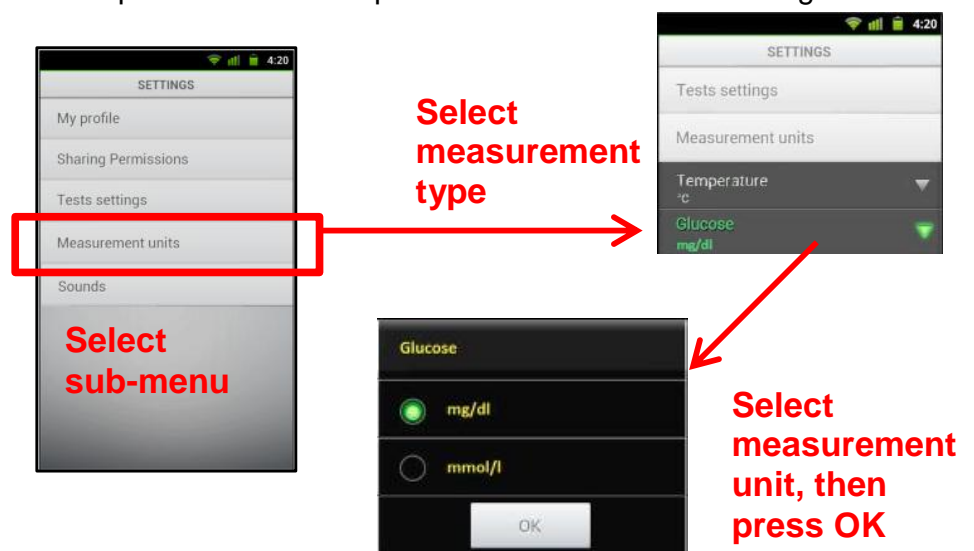 4:20
SETTINGS
My profile
Sharing Permissions
Tests settings
Measurement units
Sounds
Select
sub-menu
Select
measurement
type
4:20
SETTINGS
Tests settings
Measurement units
Temperature
°C
Glucose
mg/dl
Glucose
mg/dl
mmol/l
OK
Select
measurement
unit, then
press OK